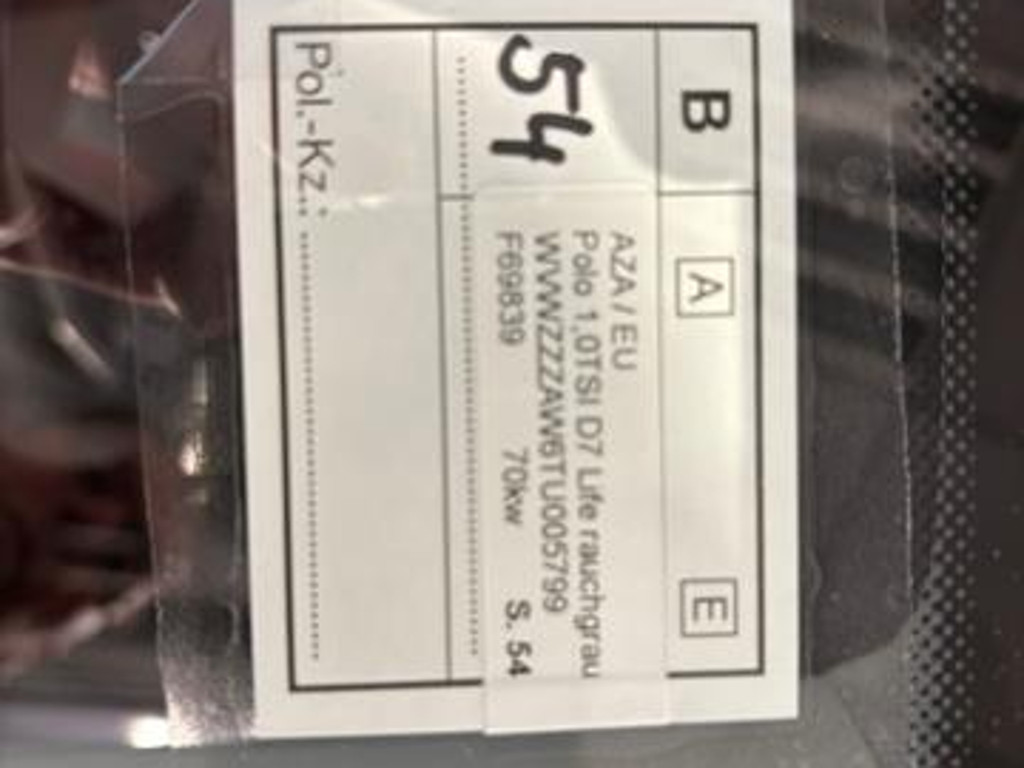 B A E
54
AZA / EU
Polo 1,0TSI D7 Life rauchgrau
WVWZZZAW6TU005799
F69839 70kw S. 54
Pol.-Kz.: